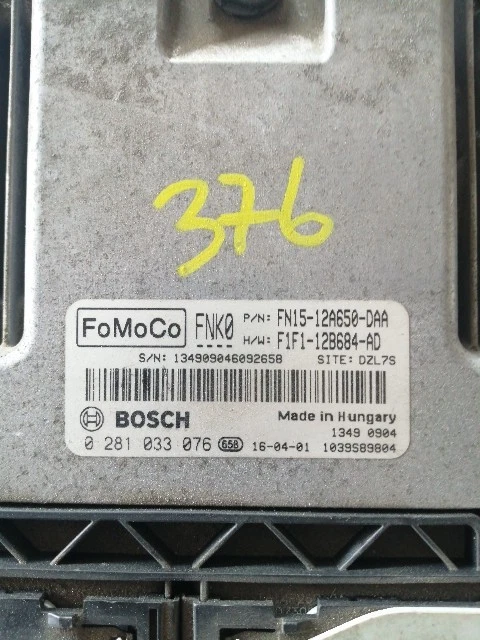 376
FoMoCo FNK0 P/N: FN15-12A650-DAA
H/W: F1F1-12B684-AD
S/N: 134909046092658 SITE: DZL7S
BOSCH Made in Hungary
1349 0904
0 281 033 076 658 16-04-01 1039S89804